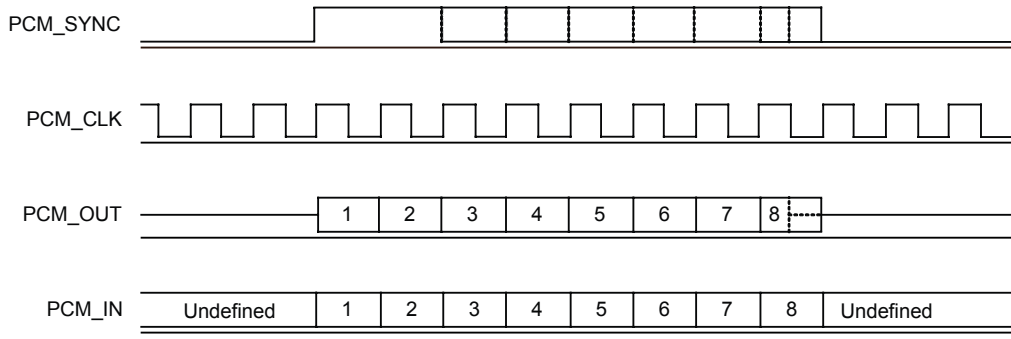 PCM_SYNC
PCM_CLK
PCM_OUT 1 2 3 4 5 6 7 8
PCM_IN Undefined 1 2 3 4 5 6 7 8 Undefined